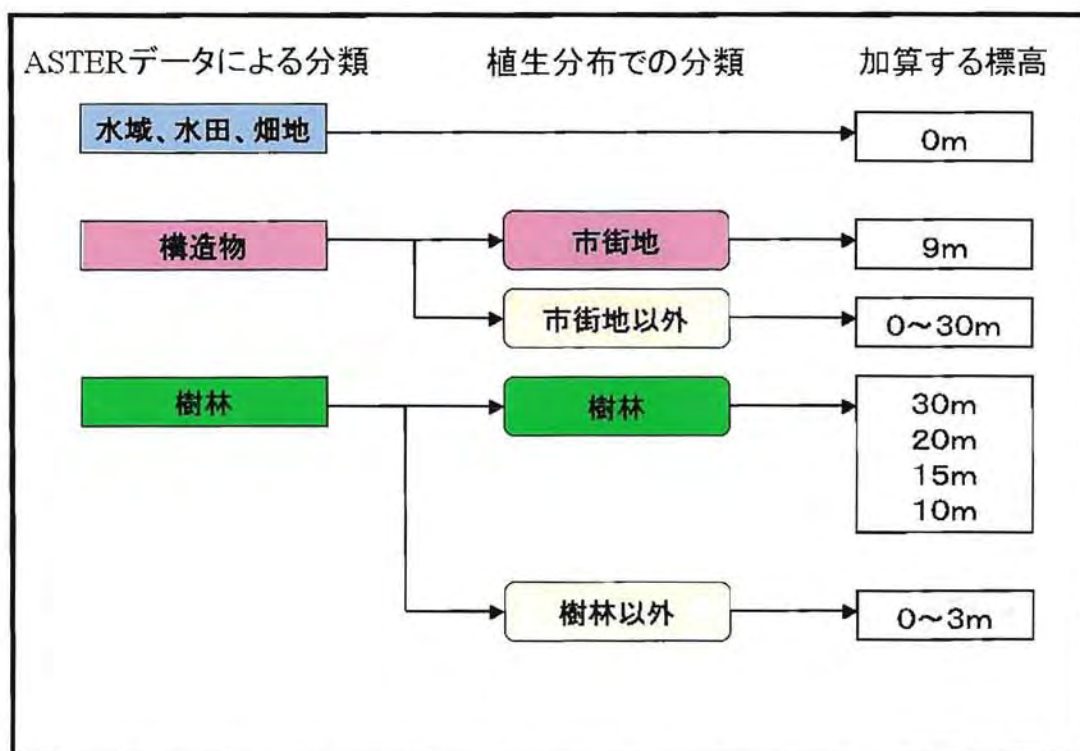 ASTERデータによる分類 植生分布での分類 加算する標高
水域、水田、畑地 0m
構造物 市街地 9m
市街地以外 0～30m
樹林 樹林 30m
20m
15m
10m
樹林以外 0～3m